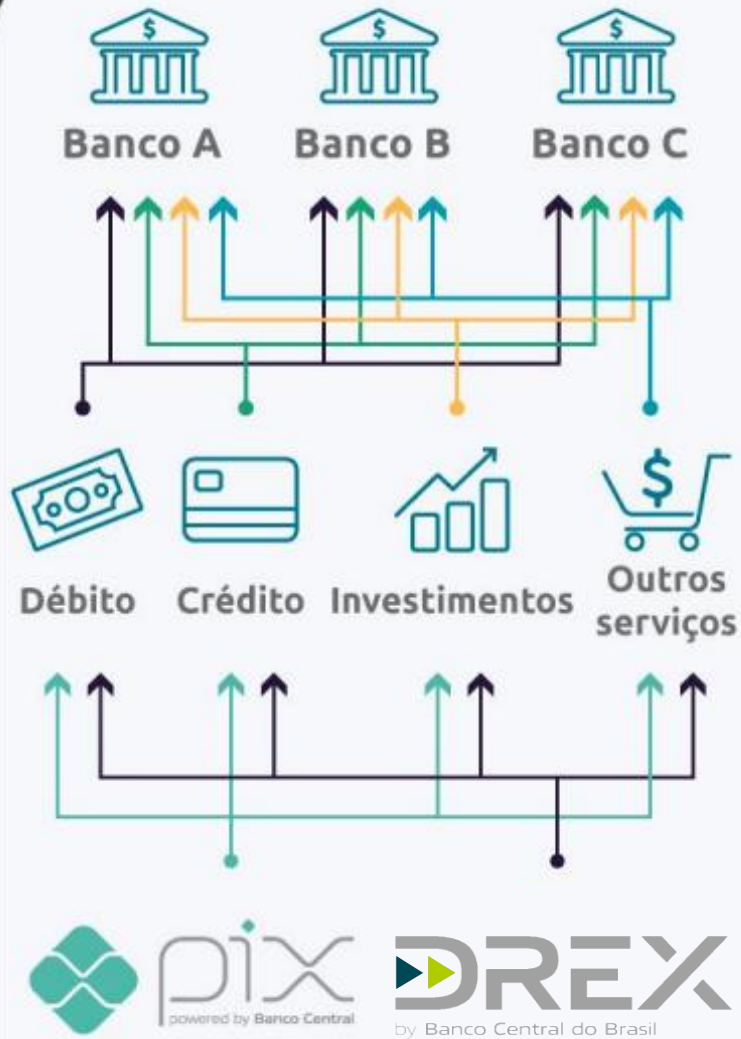 $ $ $
Banco A Banco B Banco C
$
Débito Crédito Investimentos Outros
serviços
pix DREX
powered by Banco Central by Banco Central do Brasil